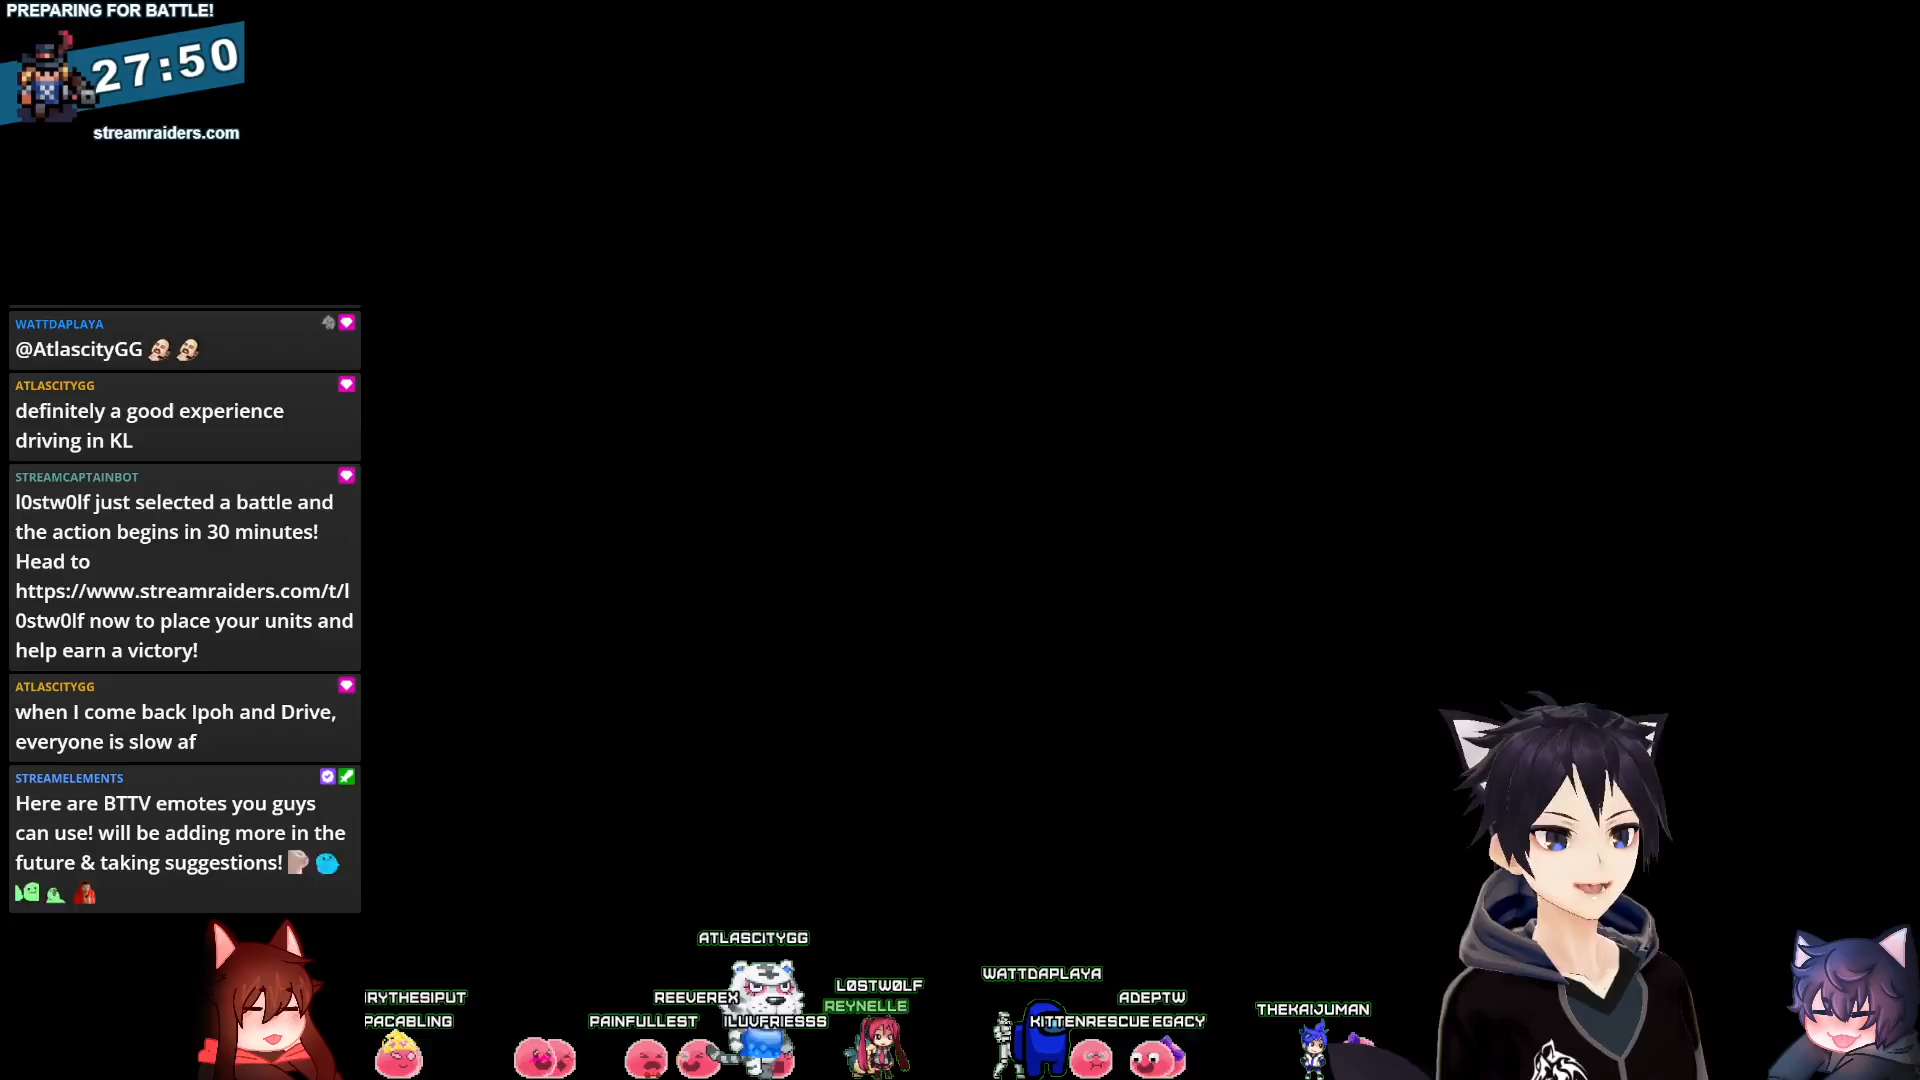 PREPARING FOR BATTLE!
27:50
streamraiders.com
WATTDAPLAYA
@AtlascityGG
ATLASCITYGG
definitely a good experience
driving in KL
STREAMCAPTAINBOT
l0stw0lf just selected a battle and
the action begins in 30 minutes!
Head to
https://www.streamraiders.com/t/l
0stw0lf now to place your units and
help earn a victory!
ATLASCITYGG
when I come back Ipoh and Drive,
everyone is slow af
STREAMELEMENTS
Here are BTTV emotes you guys
can use! will be adding more in the
future & taking suggestions!
ATLASCITYGG
WATTDAPLAYA
L0STW0LF
IRYTHESIPUT
REEVEREX
ADEPTW
REYNELLE
THEKAIJUMAN
PACABLING
PAINFULLEST
ILUVFRIESSS
KITTENRESCUE
EGACY